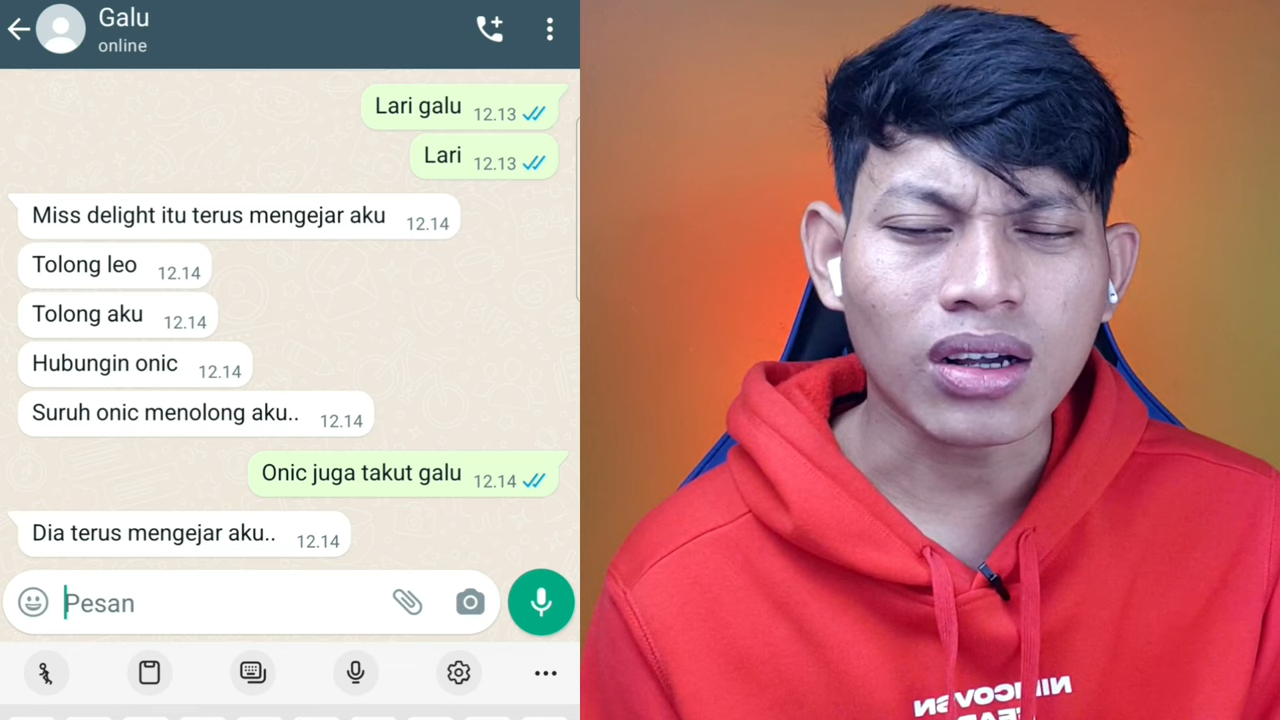 Galu
online
Lari galu 12.13
Lari 12.13
Miss delight itu terus mengejar aku 12.14
Tolong leo 12.14
Tolong aku 12.14
Hubungin onic 12.14
Suruh onic menolong aku.. 12.14
Onic juga takut galu 12.14
Dia terus mengejar aku.. 12.14
Pesan